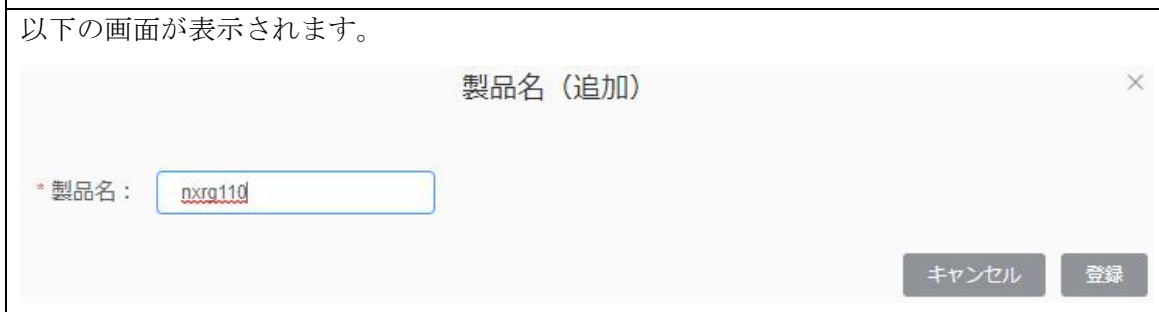 以下の画面が表示されます。
製品名（追加） ×
*製品名： nxrg110
キャンセル 登録